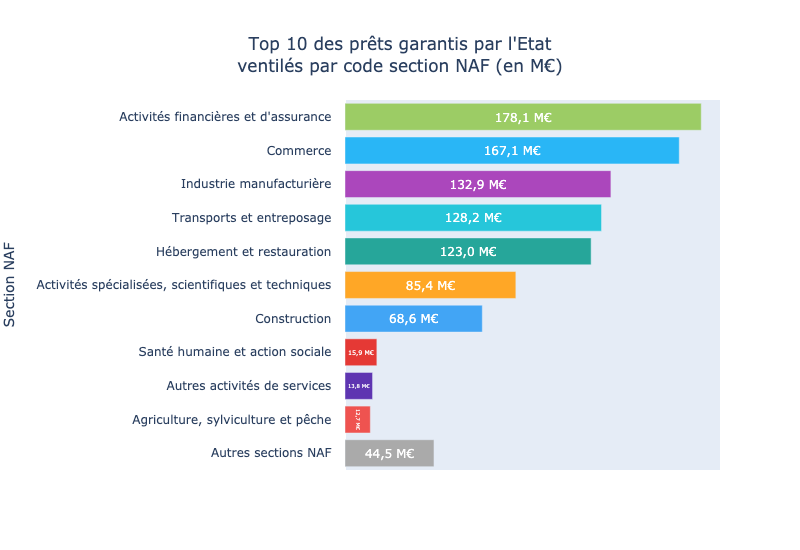 Top 10 des prêts garantis par l'Etat
ventilés par code section NAF (en M€)
Section NAF
Activités financières et d'assurance 178,1 M€
Commerce 167,1 M€
Industrie manufacturière 132,9 M€
Transports et entreposage 128,2 M€
Hébergement et restauration 123,0 M€
Activités spécialisées, scientifiques et techniques 85,4 M€
Construction 68,6 M€
Santé humaine et action sociale 15,9 M€
Autres activités de services 13,8 M€
Agriculture, sylviculture et pêche 12,7 M€
Autres sections NAF 44,5 M€